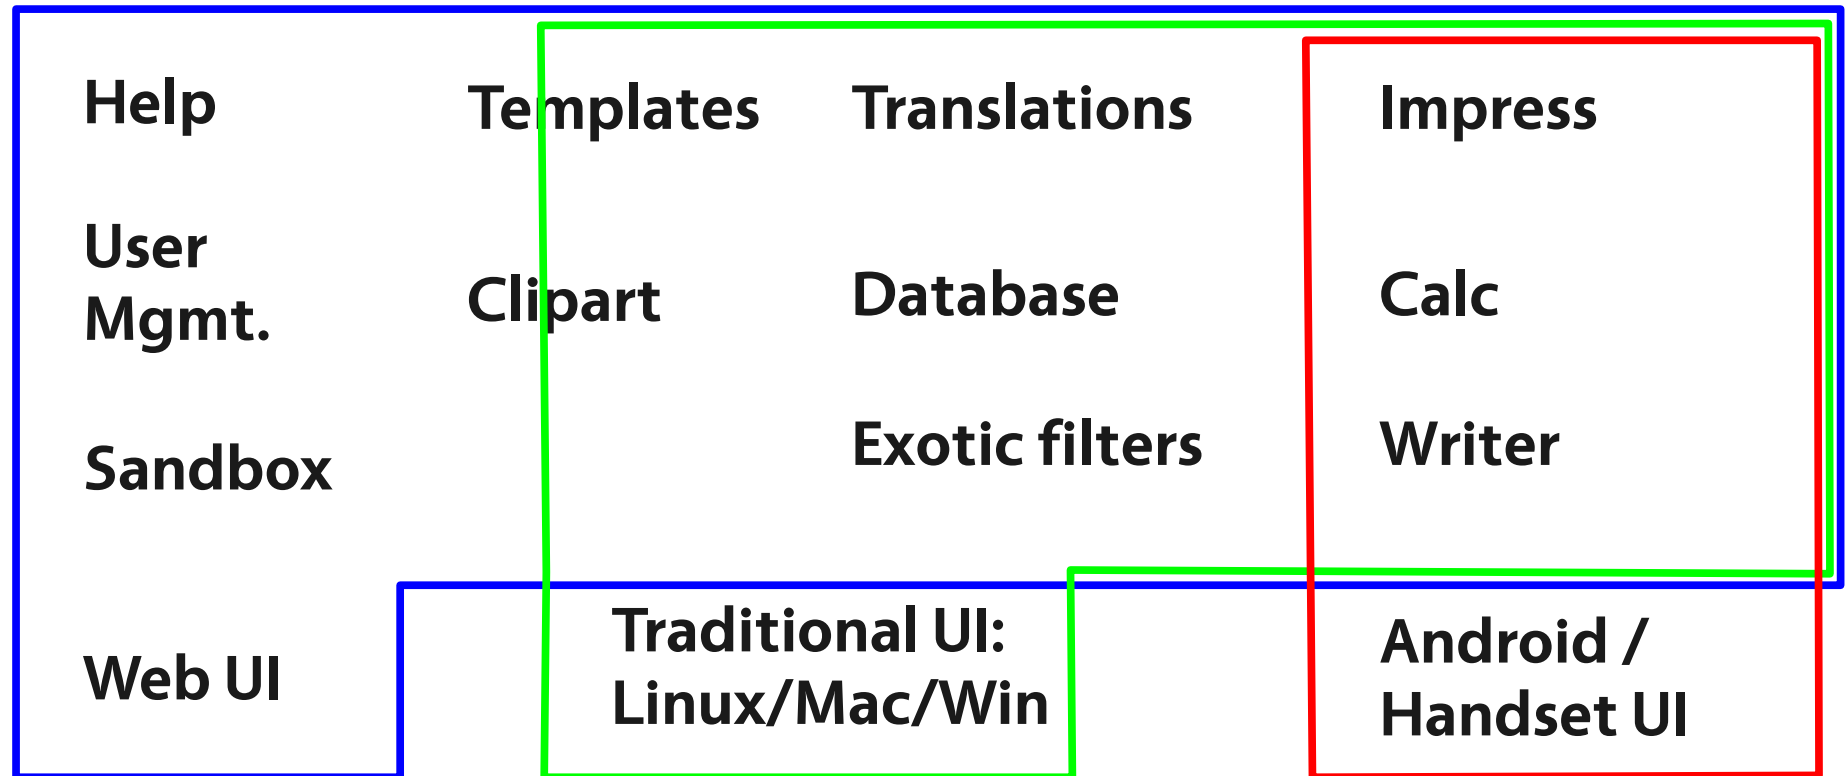 Help
Templates
Translations
Impress
User
Mgmt.
Clipart
Database
Calc
Sandbox
Exotic filters
Writer
Web UI
Traditional UI:
Linux/Mac/Win
Android /
Handset UI